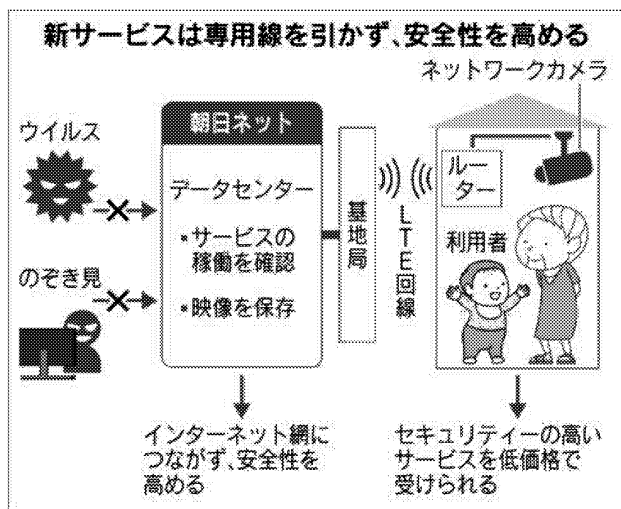 新サービスは専用線を引かず、安全性を高める
ネットワークカメラ
ウイルス
のぞき見
朝日ネット
データセンター
*サービスの
稼働を確認
*映像を保存
基地局
LTE回線
ルー
ター
利用者
インターネット網に
つながず、安全性を
高める
セキュリティーの高い
サービスを低価格で
受けられる